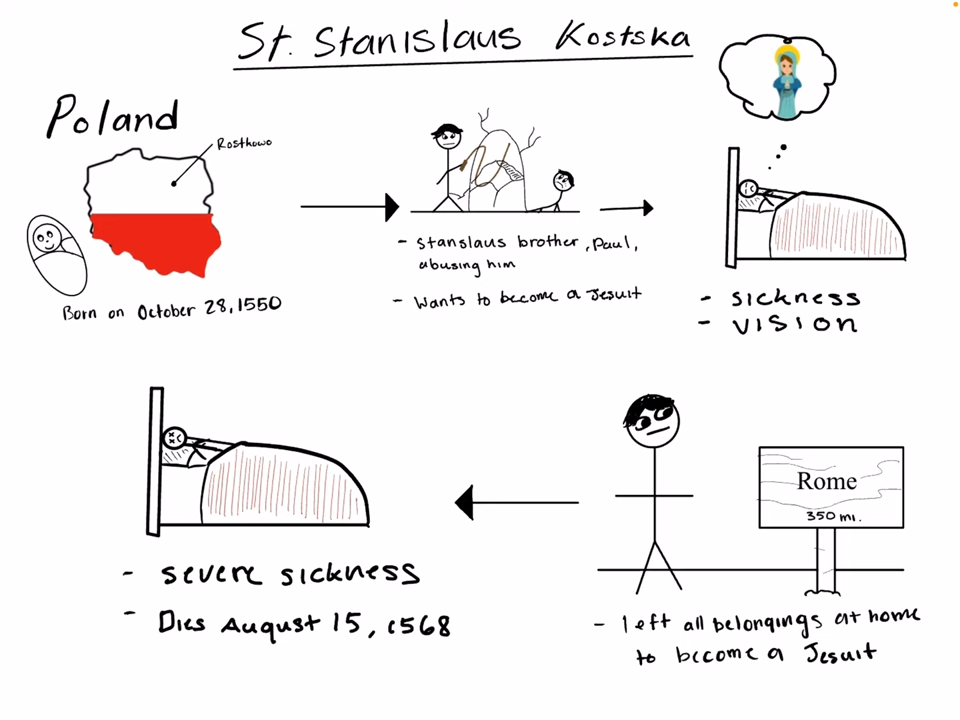 St. Stanislaus Kostska
Poland
Rosthowo
Born on October 28, 1550
- Stanslaus brother, Paul,
abusing him
- Wants to become a Jesuit
- sickness
- vision
Rome
350 mi.
- left all belongings at home
to become a Jesuit
- severe sickness
- Dies August 15, 1568